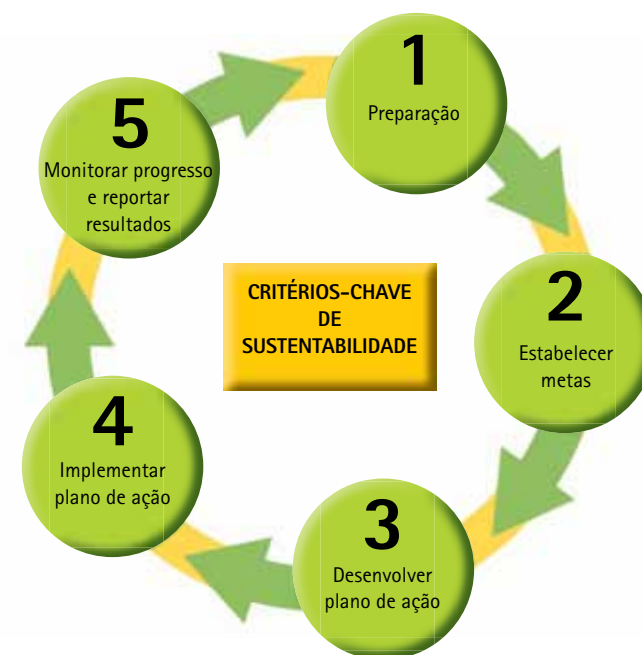 1
Preparação
2
Estabelecer
metas
3
Desenvolver
plano de ação
4
Implementar
plano de ação
5
Monitorar progresso
e reportar
resultados
CRITÉRIOS-CHAVE
DE
SUSTENTABILIDADE